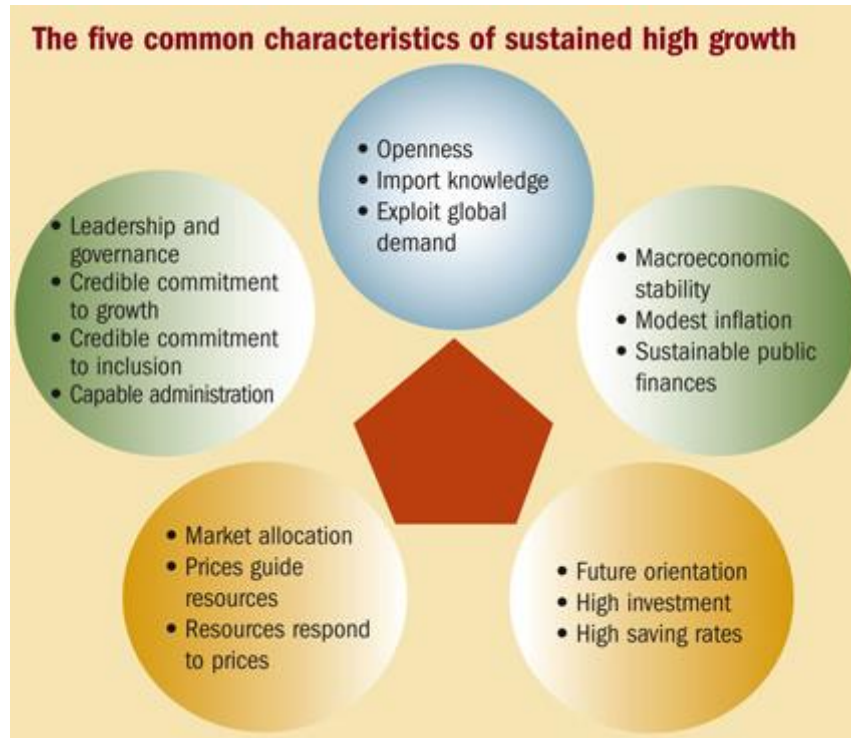 The five common characteristics of sustained high growth
• Openness
• Import knowledge
• Exploit global
demand
• Leadership and
governance
• Credible commitment
to growth
• Credible commitment
to inclusion
• Capable administration
• Macroeconomic
stability
• Modest inflation
• Sustainable public
finances
• Market allocation
• Prices guide
resources
• Resources respond
to prices
• Future orientation
• High investment
• High saving rates